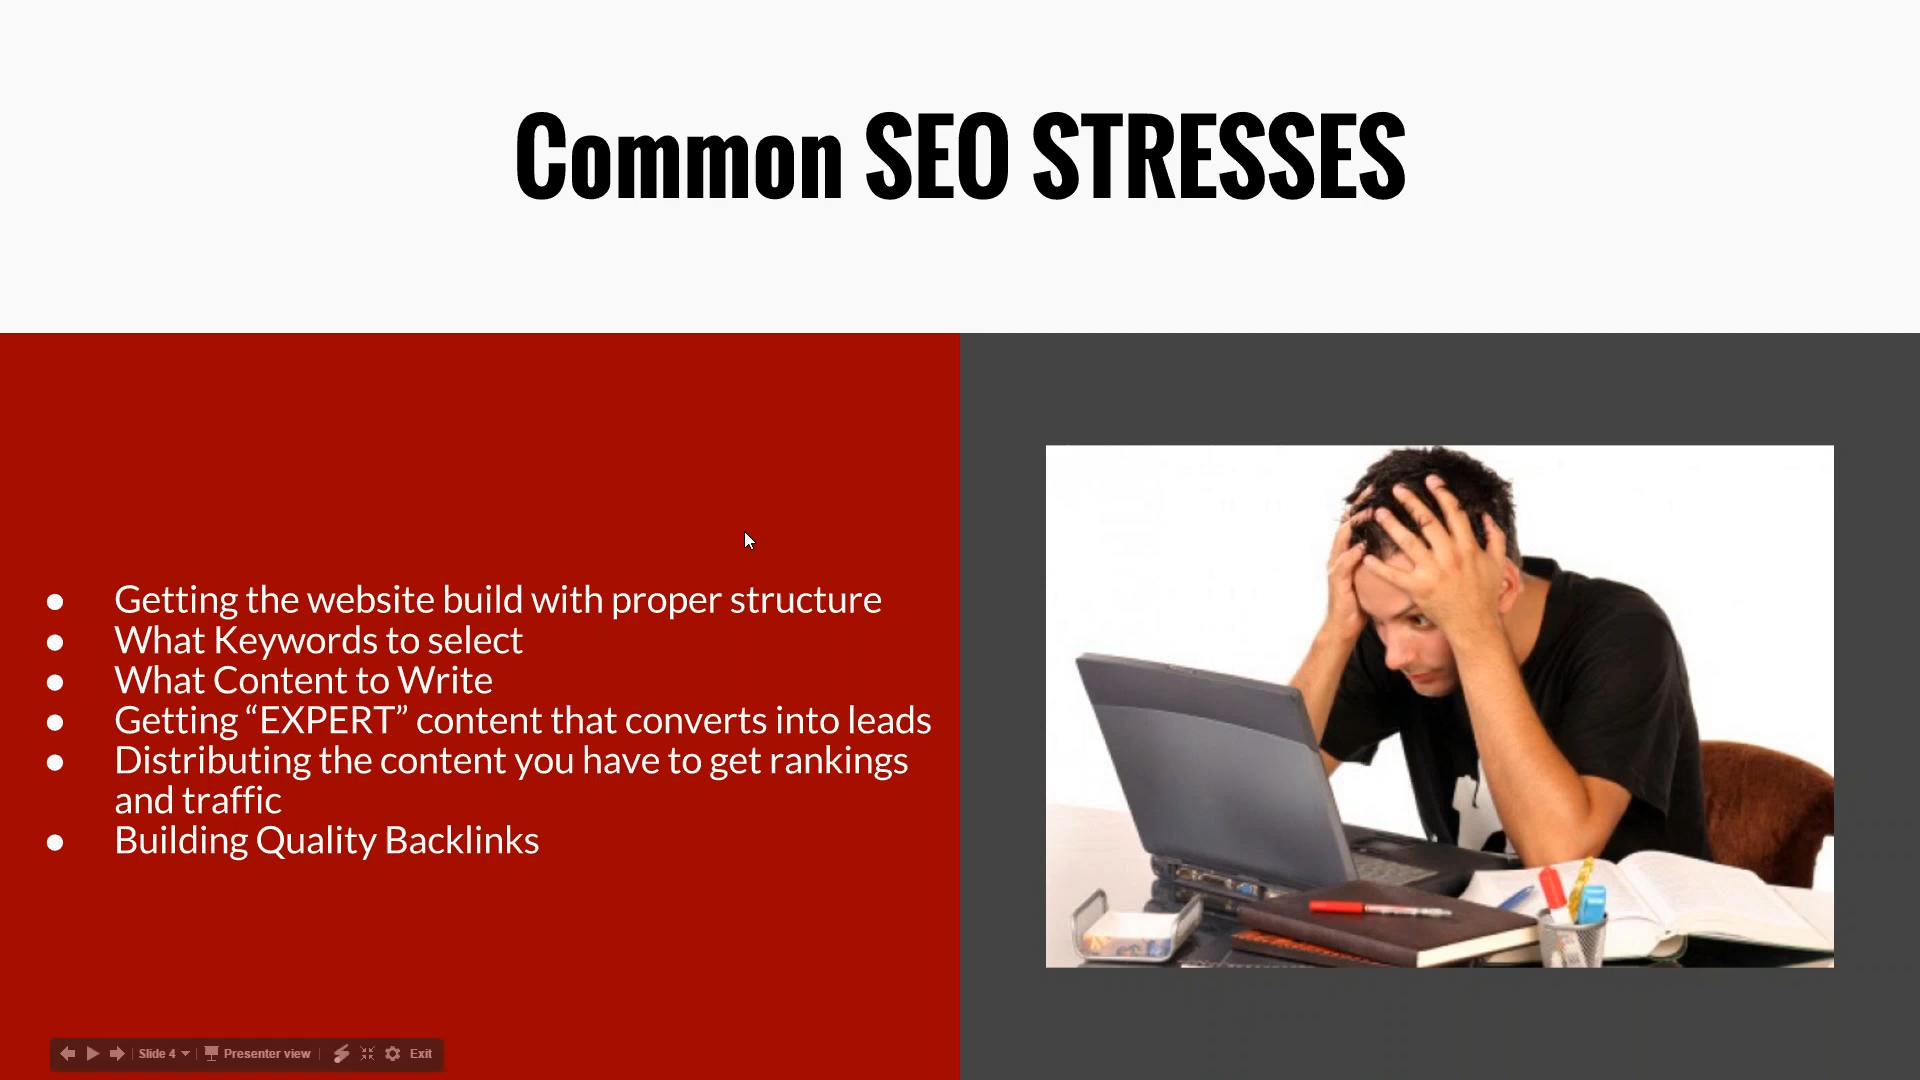 Common SEO STRESSES
● Getting the website build with proper structure
● What Keywords to select
● What Content to Write
● Getting “EXPERT” content that converts into leads
● Distributing the content you have to get rankings
and traffic
● Building Quality Backlinks
Slide 4 Presenter view Exit